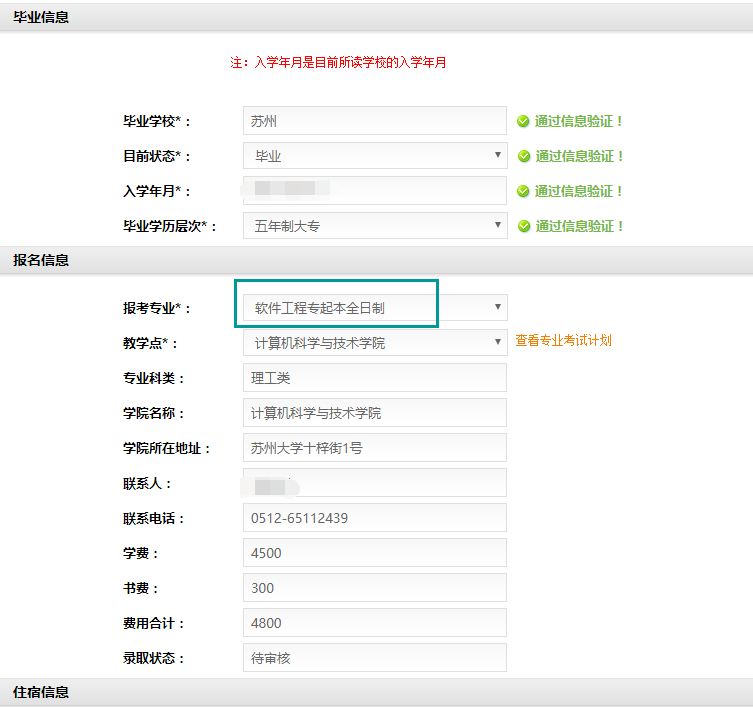 毕业信息
注：入学年月是目前所读学校的入学年月
毕业学校*： 苏州 通过信息验证！
目前状态*： 毕业 通过信息验证！
入学年月*： 通过信息验证！
毕业学历层次*： 五年制大专 通过信息验证！
报名信息
报考专业*： 软件工程专起本全日制
教学点*： 计算机科学与技术学院 查看专业考试计划
专业科类： 理工类
学院名称： 计算机科学与技术学院
学院所在地址： 苏州大学十梓街1号
联系人：
联系电话： 0512-65112439
学费： 4500
书费： 300
费用合计： 4800
录取状态： 待审核
住宿信息